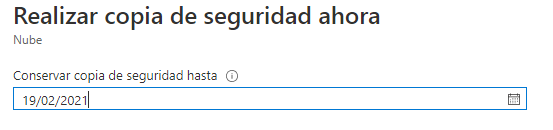 Realizar copia de seguridad ahora
Nube
Conservar copia de seguridad hasta
19/02/2021